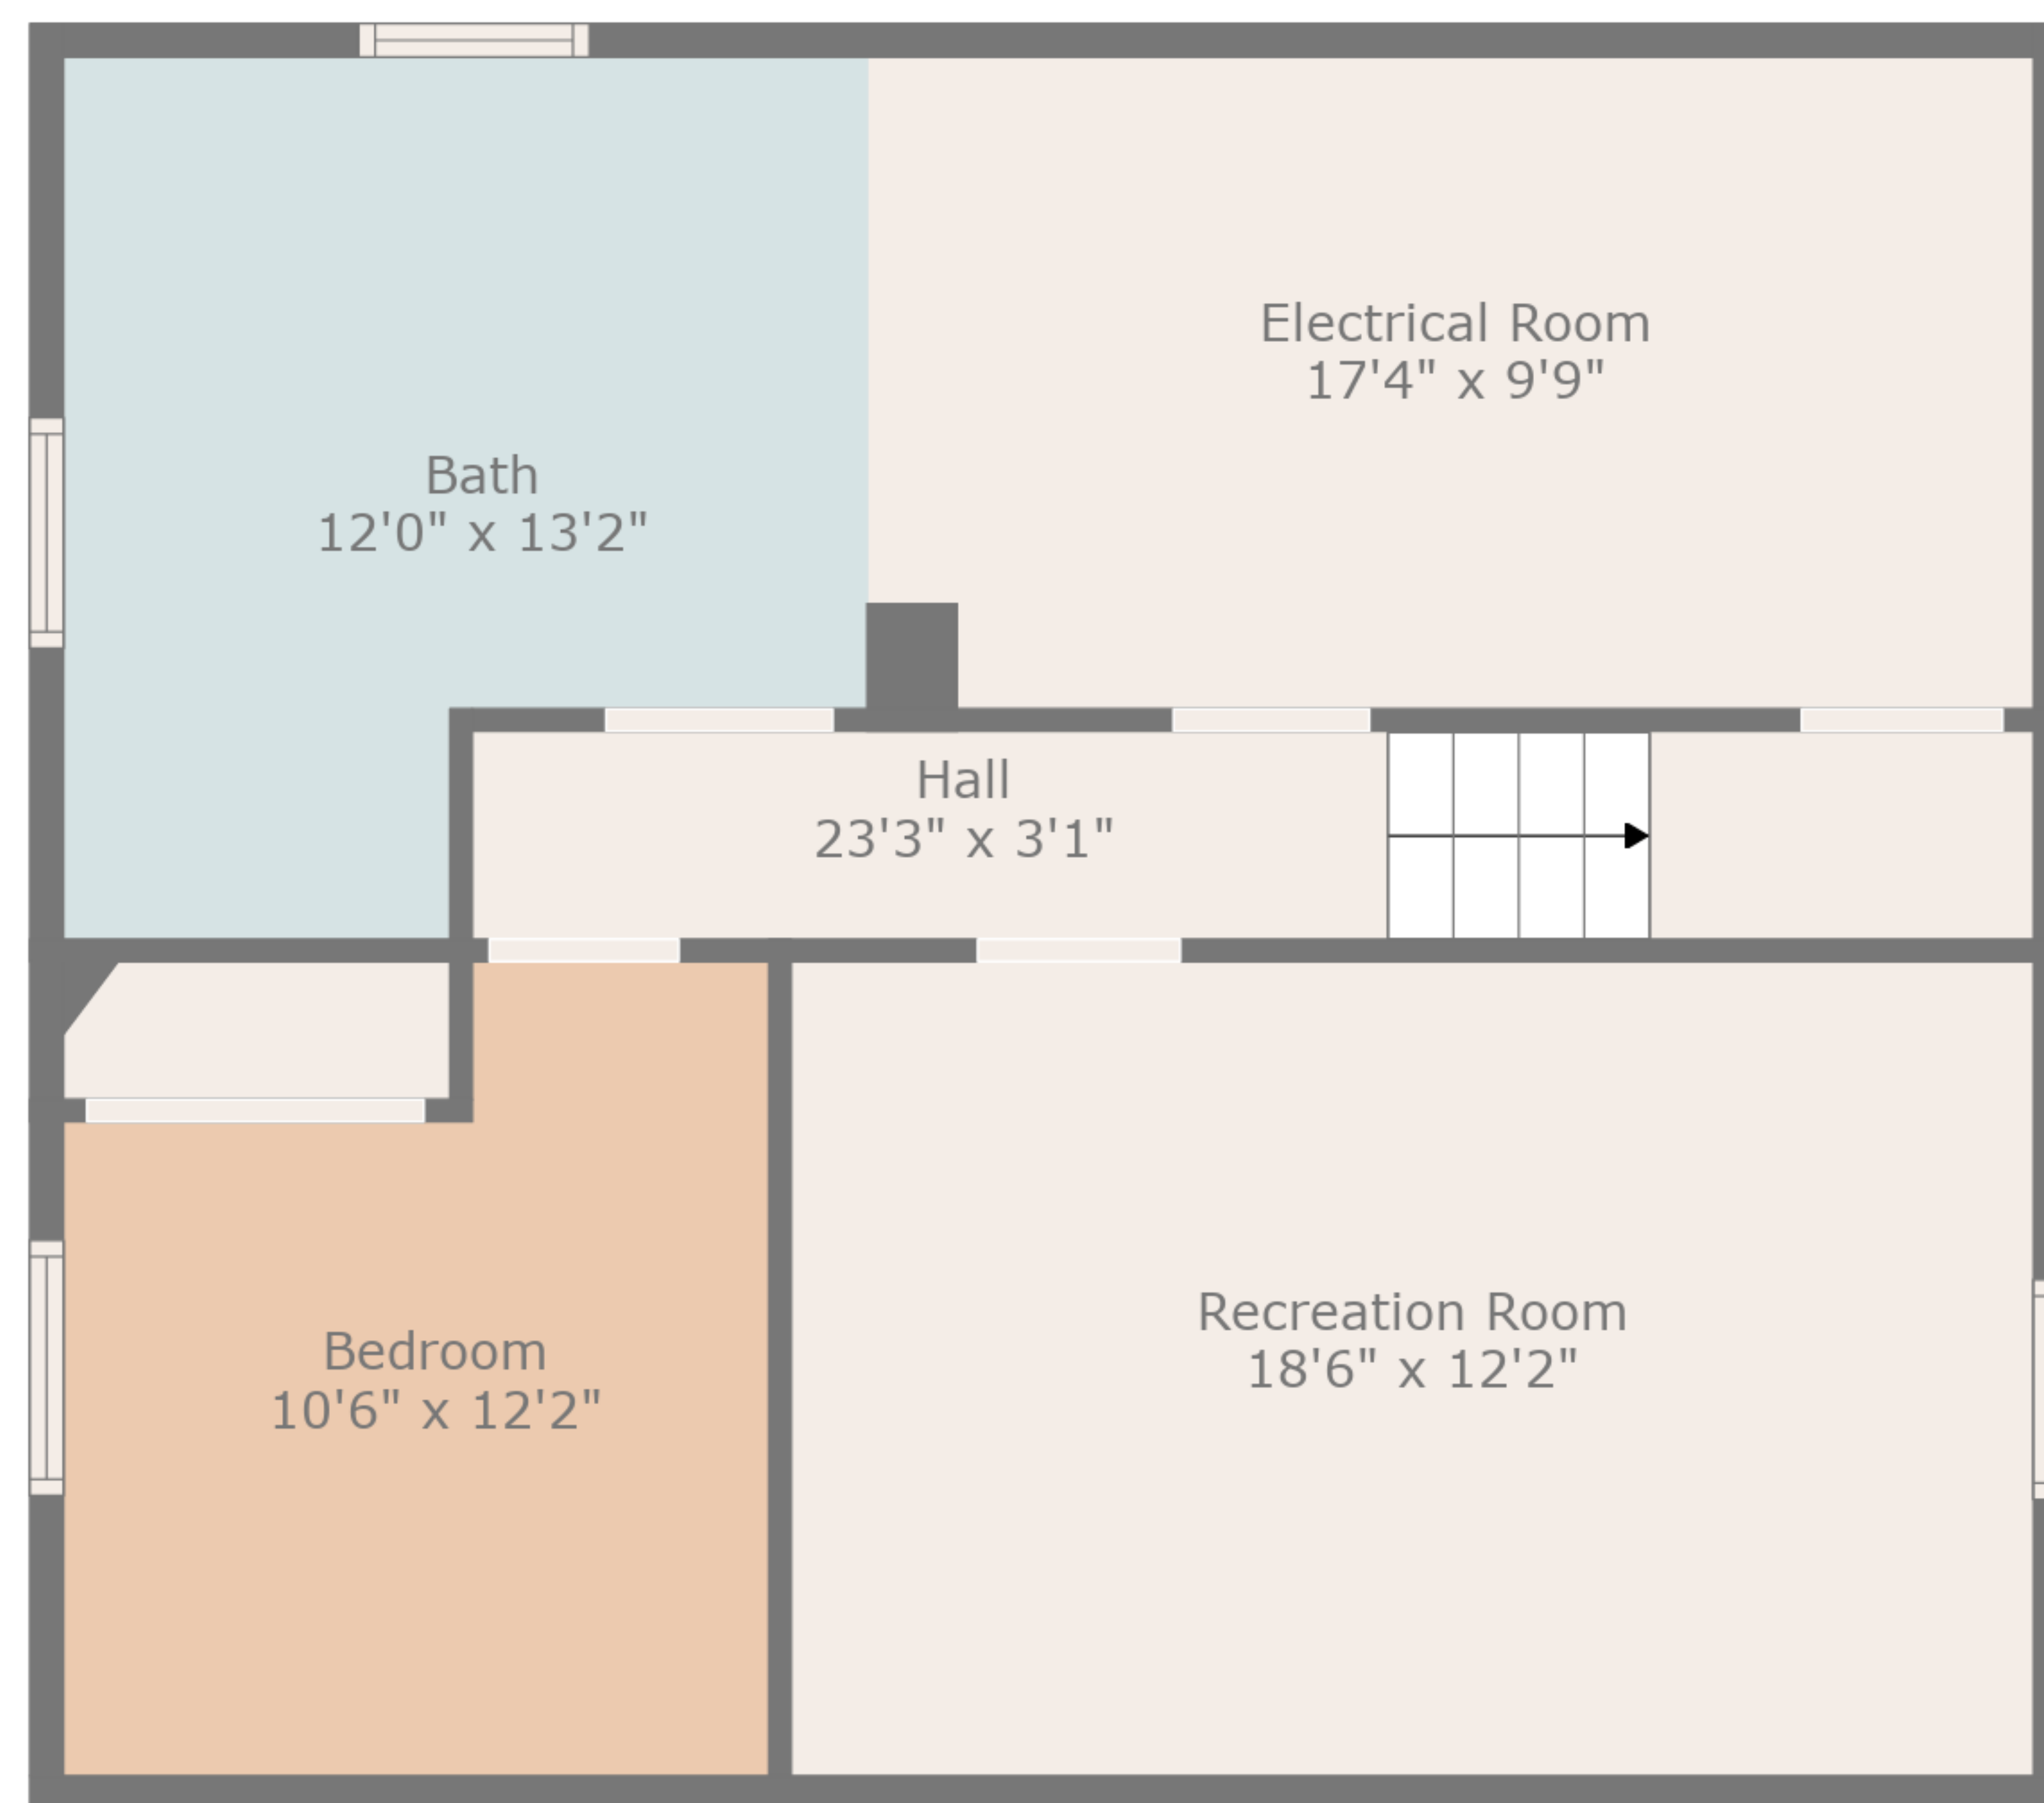 Electrical Room
17'4" x 9'9"
Bath
12'0" x 13'2"
Hall
23'3" x 3'1"
Recreation Room
18'6" x 12'2"
Bedroom
10'6" x 12'2"